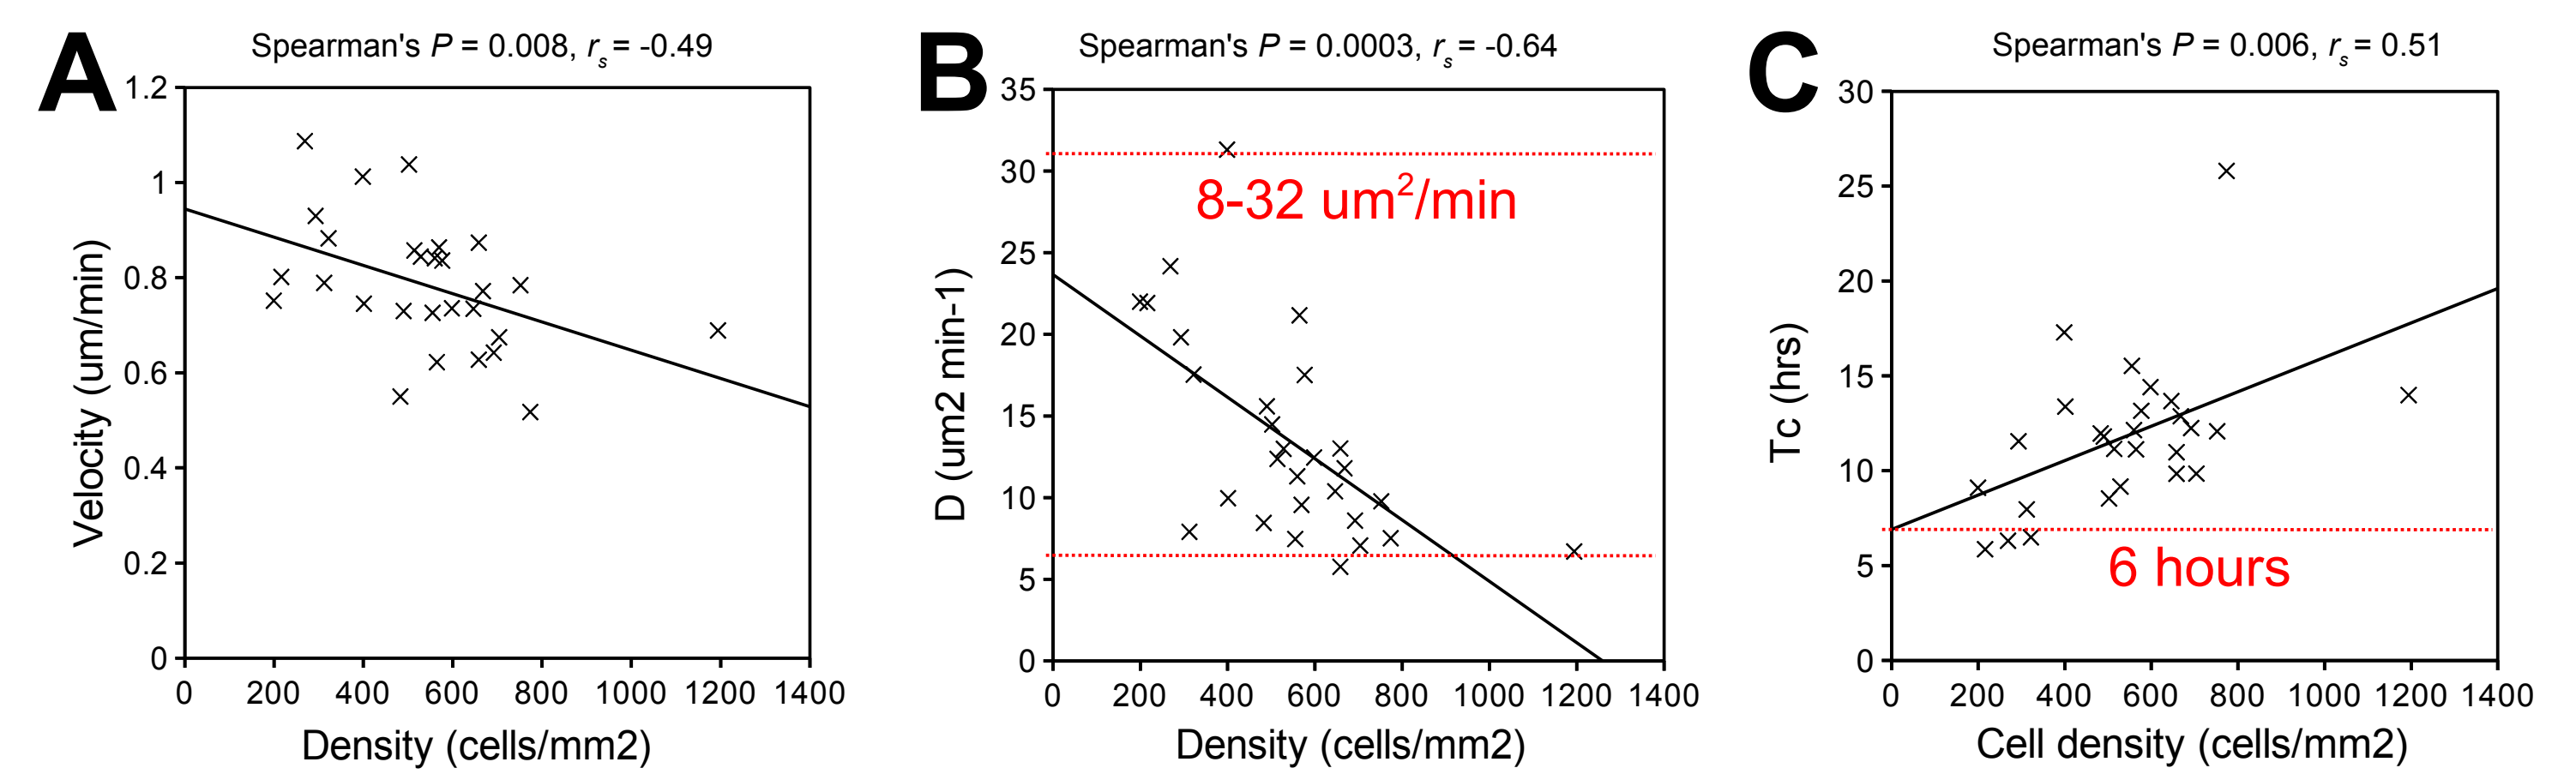 A
Spearman's P = 0.008, rs = -0.49
1.2
1
0.8
0.6
0.4
0.2
0
Velocity (um/min)
0 200 400 600 800 1000 1200 1400
Density (cells/mm2)
B
Spearman's P = 0.0003, rs = -0.64
35
30
25
20
15
10
5
0
D (um2 min-1)
8-32 um²/min
0 200 400 600 800 1000 1200 1400
Density (cells/mm2)
C
Spearman's P = 0.006, rs = 0.51
30
25
20
15
10
5
0
Tc (hrs)
6 hours
0 200 400 600 800 1000 1200 1400
Cell density (cells/mm2)